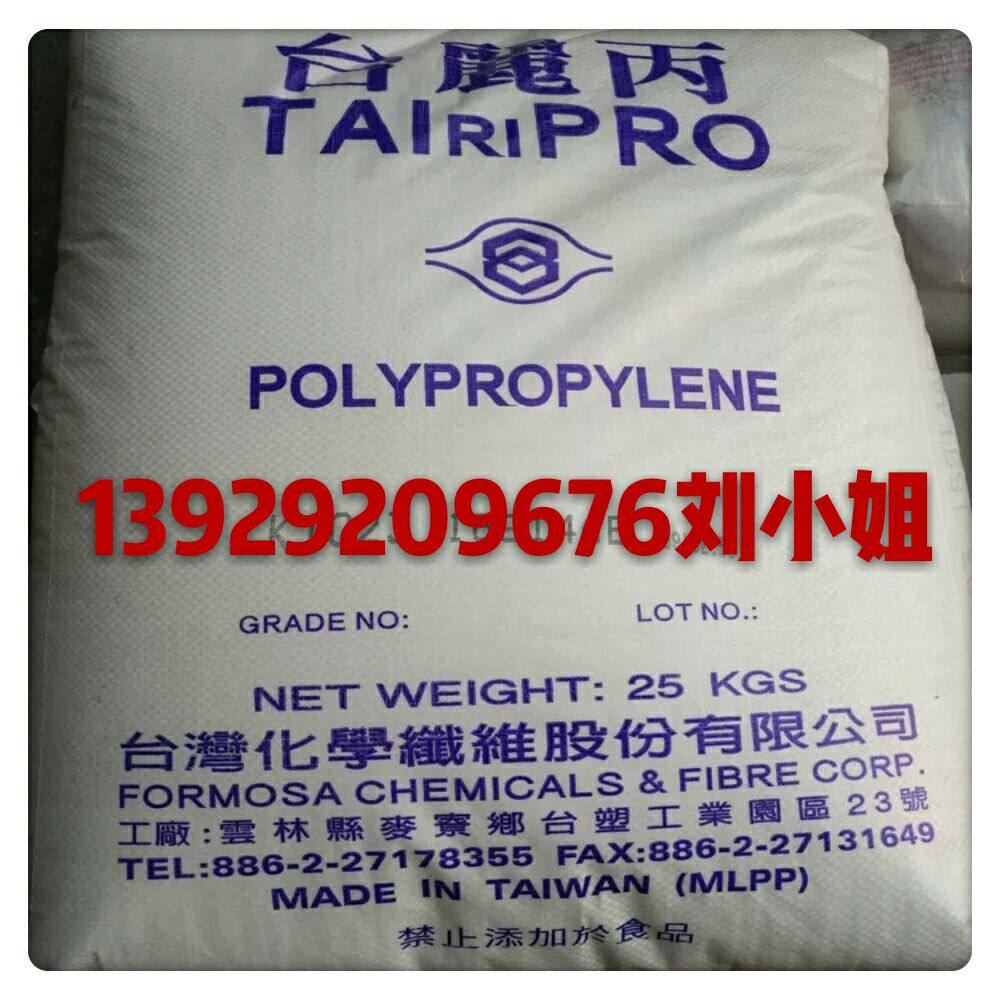 台麗丙
TAIRIPRO
POLYPROPYLENE
13929209676刘小姐
GRADE NO:
LOT NO.:
NET WEIGHT: 25 KGS
台灣化學纖維股份有限公司
FORMOSA CHEMICALS & FIBRE CORP.
工廠:雲林縣麥寮鄉台塑工業園區23號
TEL:886-2-27178355 FAX:886-2-27131649
MADE IN TAIWAN (MLPP)
禁止添加於食品